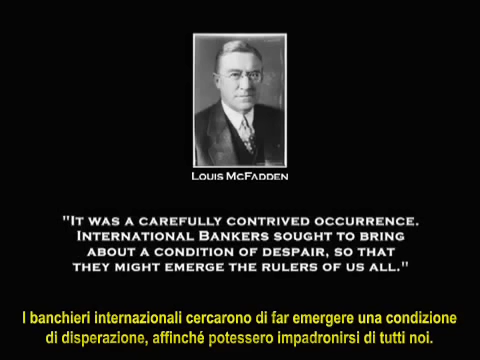 LOUIS MCFADDEN
"IT WAS A CAREFULLY CONTRIVED OCCURRENCE.
INTERNATIONAL BANKERS SOUGHT TO BRING
ABOUT A CONDITION OF DESPAIR, SO THAT
THEY MIGHT EMERGE THE RULERS OF US ALL."
I banchieri internazionali cercarono di far emergere una condizione
di disperazione, affinché potessero impadronirsi di tutti noi.